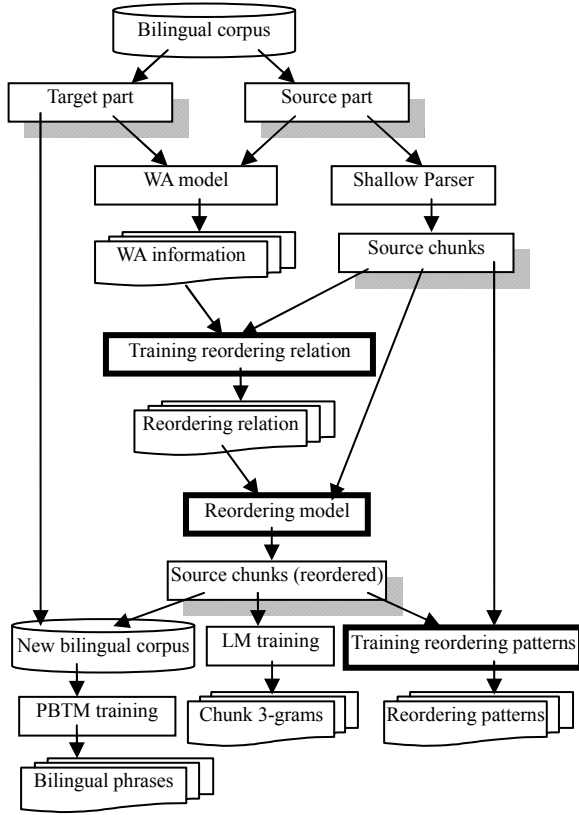 Bilingual corpus
Target part
Source part
WA model
Shallow Parser
WA information
Source chunks
Training reordering relation
Reordering relation
Reordering model
Source chunks (reordered)
New bilingual corpus
LM training
Training reordering patterns
PBTM training
Chunk 3-grams
Reordering patterns
Bilingual phrases